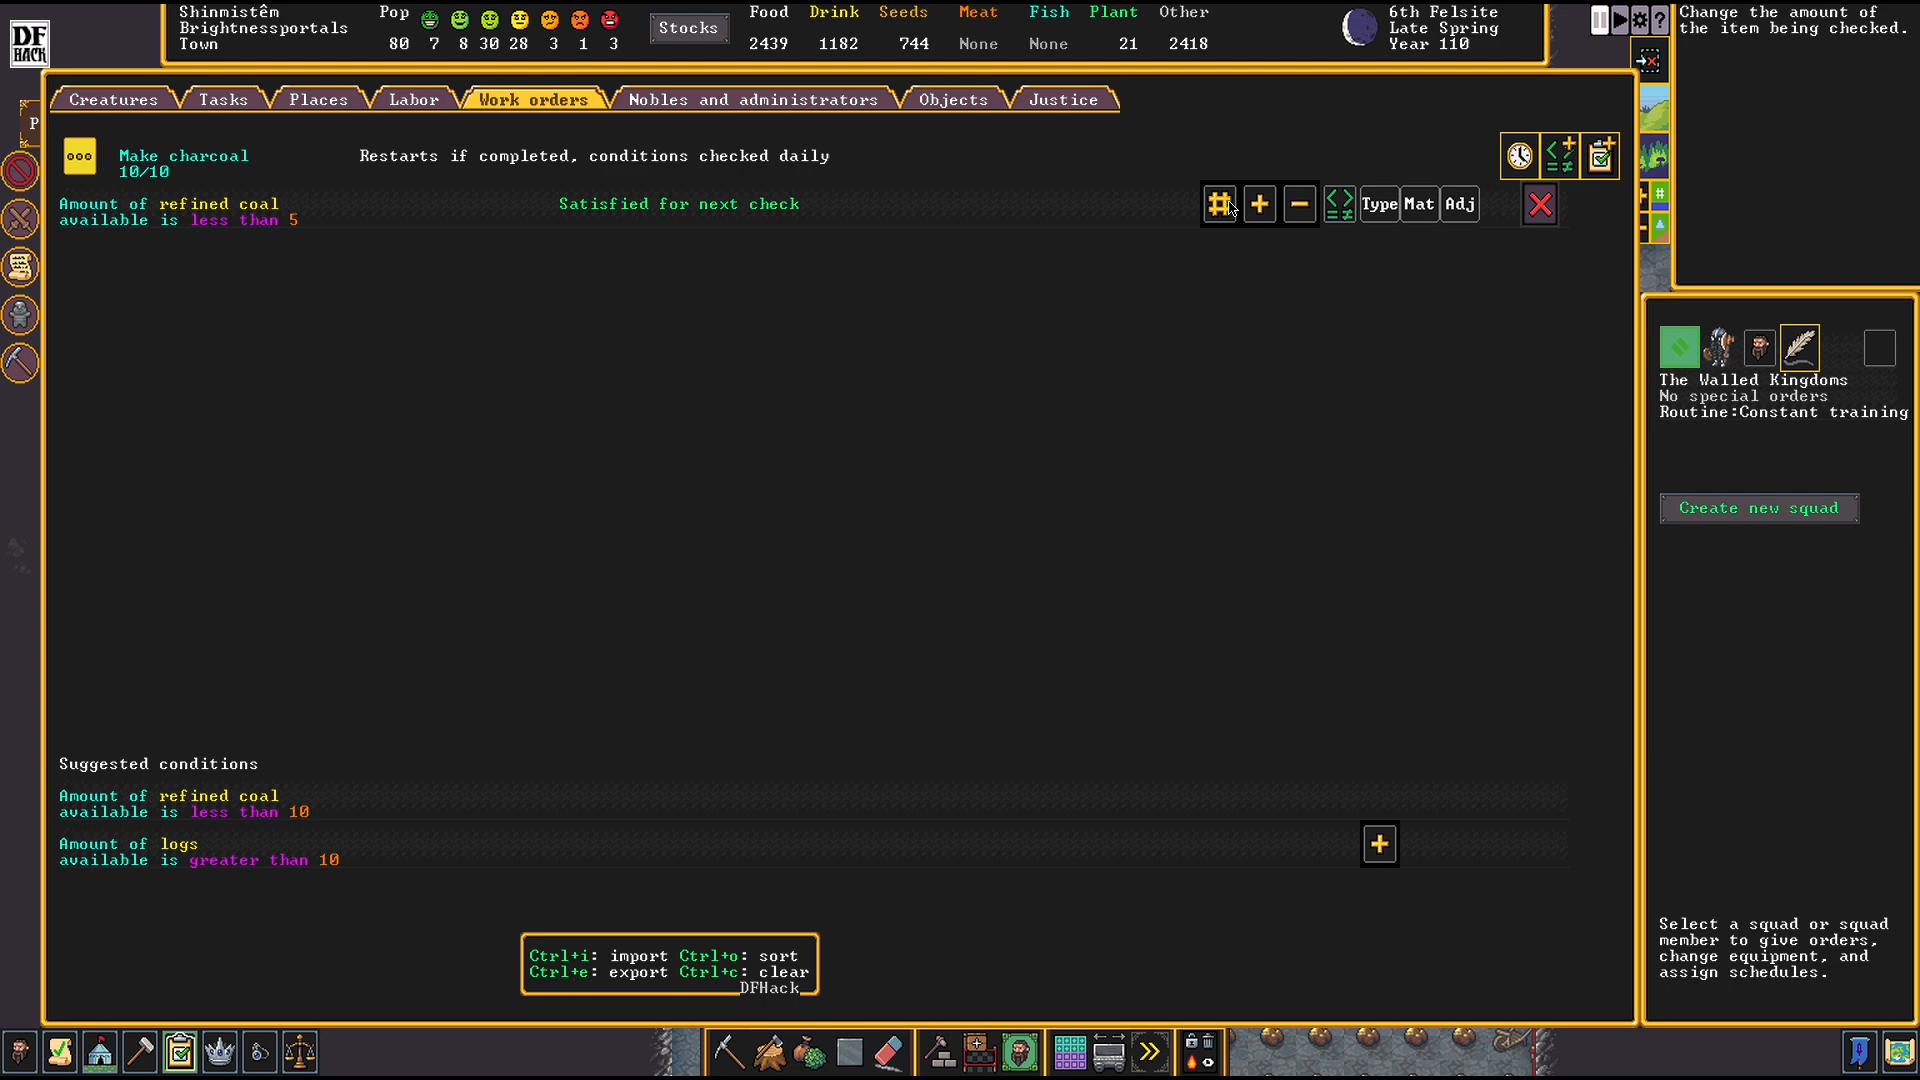 DF
HACK
Shinmistêm
Brightnessportals
Town
Pop
80 7 8 30 28 3 1 3
Stocks
Food Drink Seeds Meat Fish Plant Other
2439 1182 744 None None 21 2418
6th Felsite
Late Spring
Year 110
?
Change the amount of
the item being checked.
Creatures Tasks Places Labor Work orders Nobles and administrators Objects Justice
P
Make charcoal
10/10
Restarts if completed, conditions checked daily
Amount of refined coal
available is less than 5
Satisfied for next check
# + - Type Mat Adj
Suggested conditions
Amount of refined coal
available is less than 10
Amount of logs
available is greater than 10
+
Ctrl+i: import Ctrl+o: sort
Ctrl+e: export Ctrl+c: clear
DFHack
The Walled Kingdoms
No special orders
Routine:Constant training
Create new squad
Select a squad or squad
member to give orders,
change equipment, and
assign schedules.